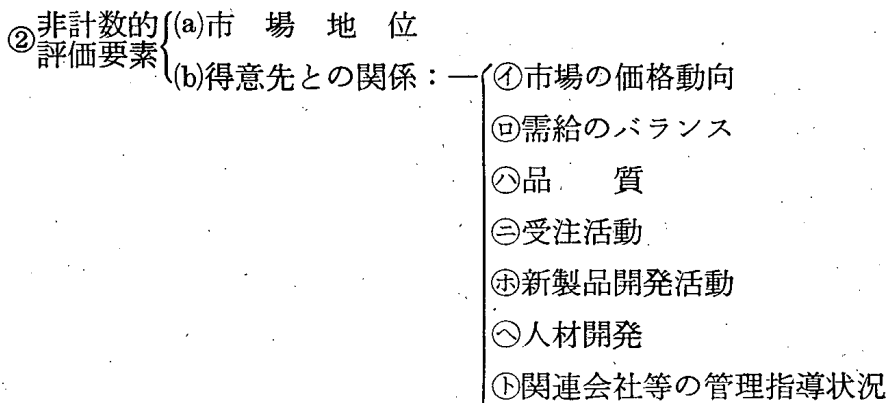 ②非計数的評価要素
(a)市場地位
(b)得意先との関係：―
㋑市場の価格動向
㋺需給のバランス
㋩品質
㋥受注活動
㋭新製品開発活動
㋬人材開発
㋣関連会社等の管理指導状況